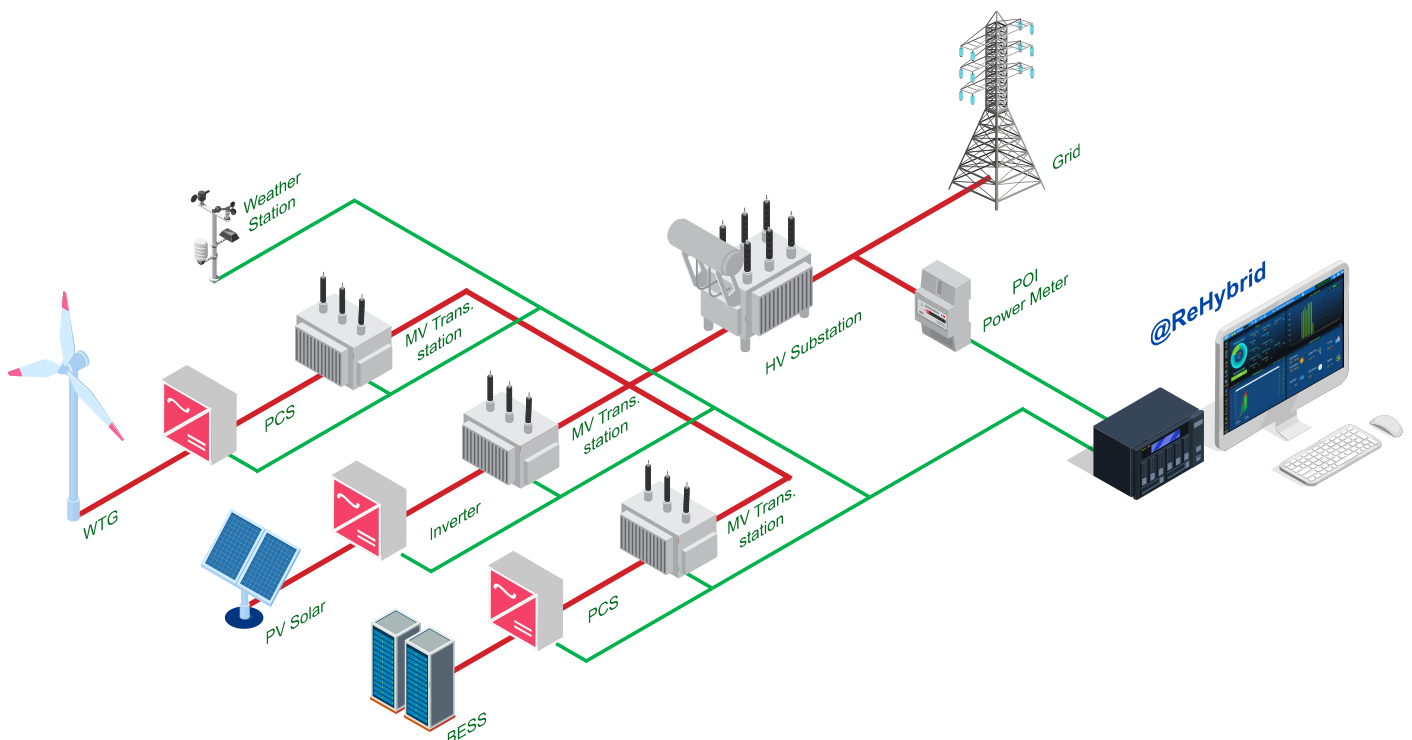 Grid
Weather
Station
POI
Power Meter
@ReHybrid
MV Trans.
station
HV Substation
PCS
MV Trans.
station
WTG
Inverter
MV Trans.
station
PV Solar
PCS
BESS